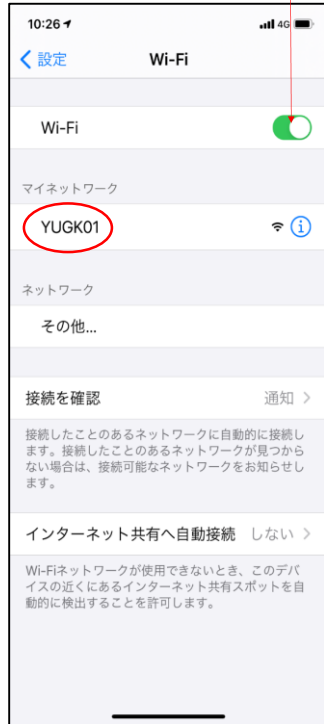 10:26
4G
設定
Wi-Fi
Wi-Fi
マイネットワーク
YUGK01
ネットワーク
その他...
接続を確認 通知
接続したことのあるネットワークに自動的に接続し
ます。接続したことのあるネットワークが見つから
ない場合は、接続可能なネットワークをお知らせし
ます。
インターネット共有へ自動接続 しない
Wi-Fiネットワークが使用できないとき、このデバ
イスの近くにあるインターネット共有スポットを自
動的に検出することを許可します。